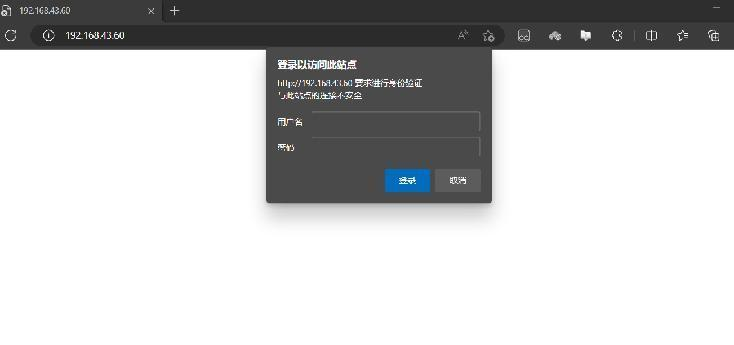 192.168.43.60
192.168.43.60
登录以访问此站点
http://192.168.43.60 要求进行身份验证
与此站点的连接不安全
用户名
密码
登录
取消